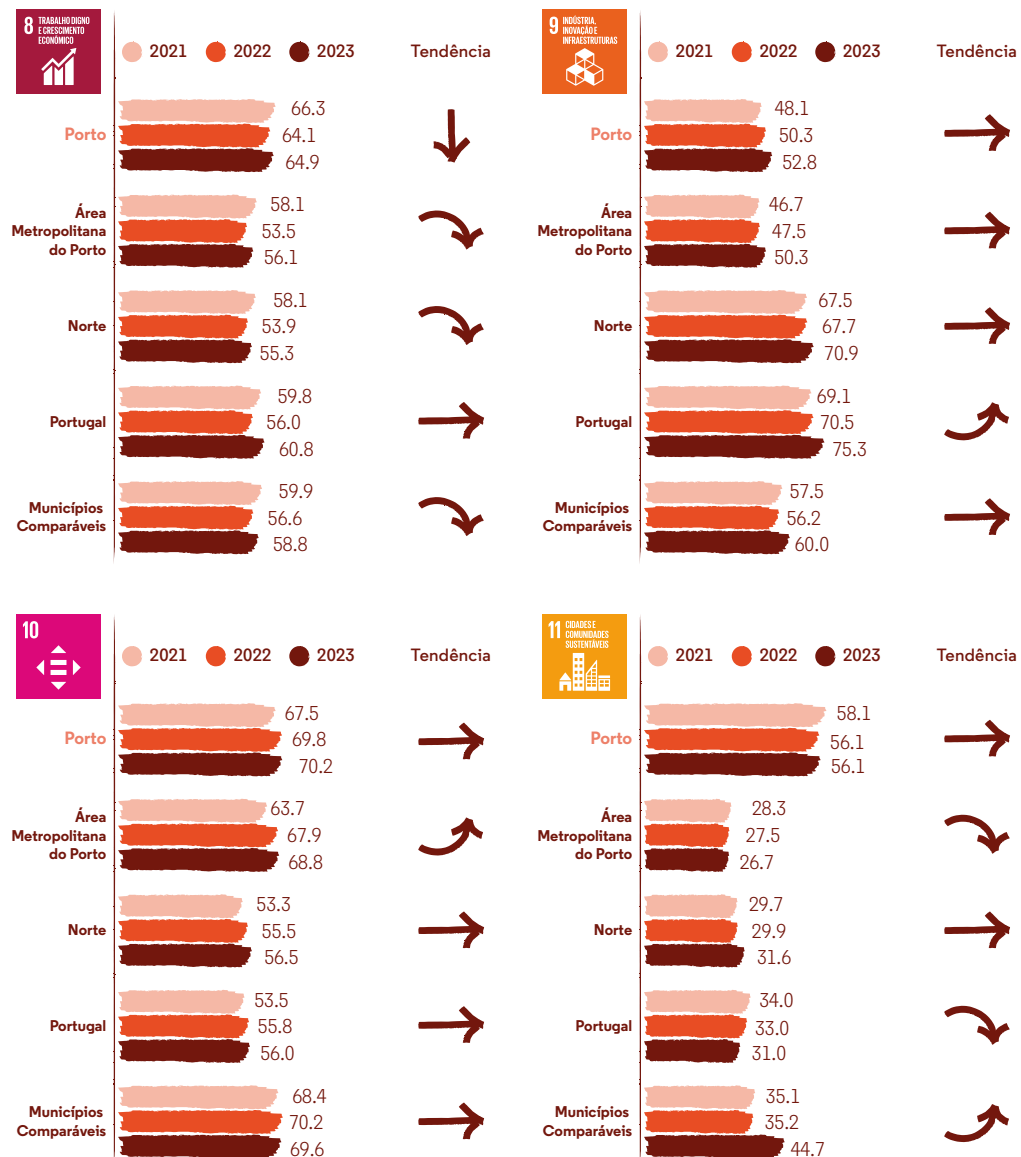 8 TRABALHO DIGNO
E CRESCIMENTO
ECONÓMICO
2021 2022 2023 Tendência
66.3
Porto 64.1
64.9
58.1
Área
Metropolitana 53.5
do Porto 56.1
58.1
Norte 53.9
55.3
59.8
Portugal 56.0
60.8
59.9
Municípios 56.6
Comparáveis
58.8
9 INDÚSTRIA,
INOVAÇÃO E
INFRAESTRUTURAS
2021 2022 2023 Tendência
48.1
Porto 50.3
52.8
46.7
Área
Metropolitana 47.5
do Porto 50.3
67.5
Norte 67.7
70.9
69.1
Portugal 70.5
75.3
57.5
Municípios 56.2
Comparáveis
60.0
10
2021 2022 2023 Tendência
67.5
Porto 69.8
70.2
63.7
Área
Metropolitana 67.9
do Porto 68.8
53.3
Norte 55.5
56.5
53.5
Portugal 55.8
56.0
68.4
Municípios 70.2
Comparáveis
69.6
11 CIDADES E
COMUNIDADES
SUSTENTÁVEIS
2021 2022 2023 Tendência
58.1
Porto 56.1
56.1
28.3
Área
Metropolitana 27.5
do Porto 26.7
29.7
Norte 29.9
31.6
34.0
Portugal 33.0
31.0
35.1
Municípios 35.2
Comparáveis
44.7